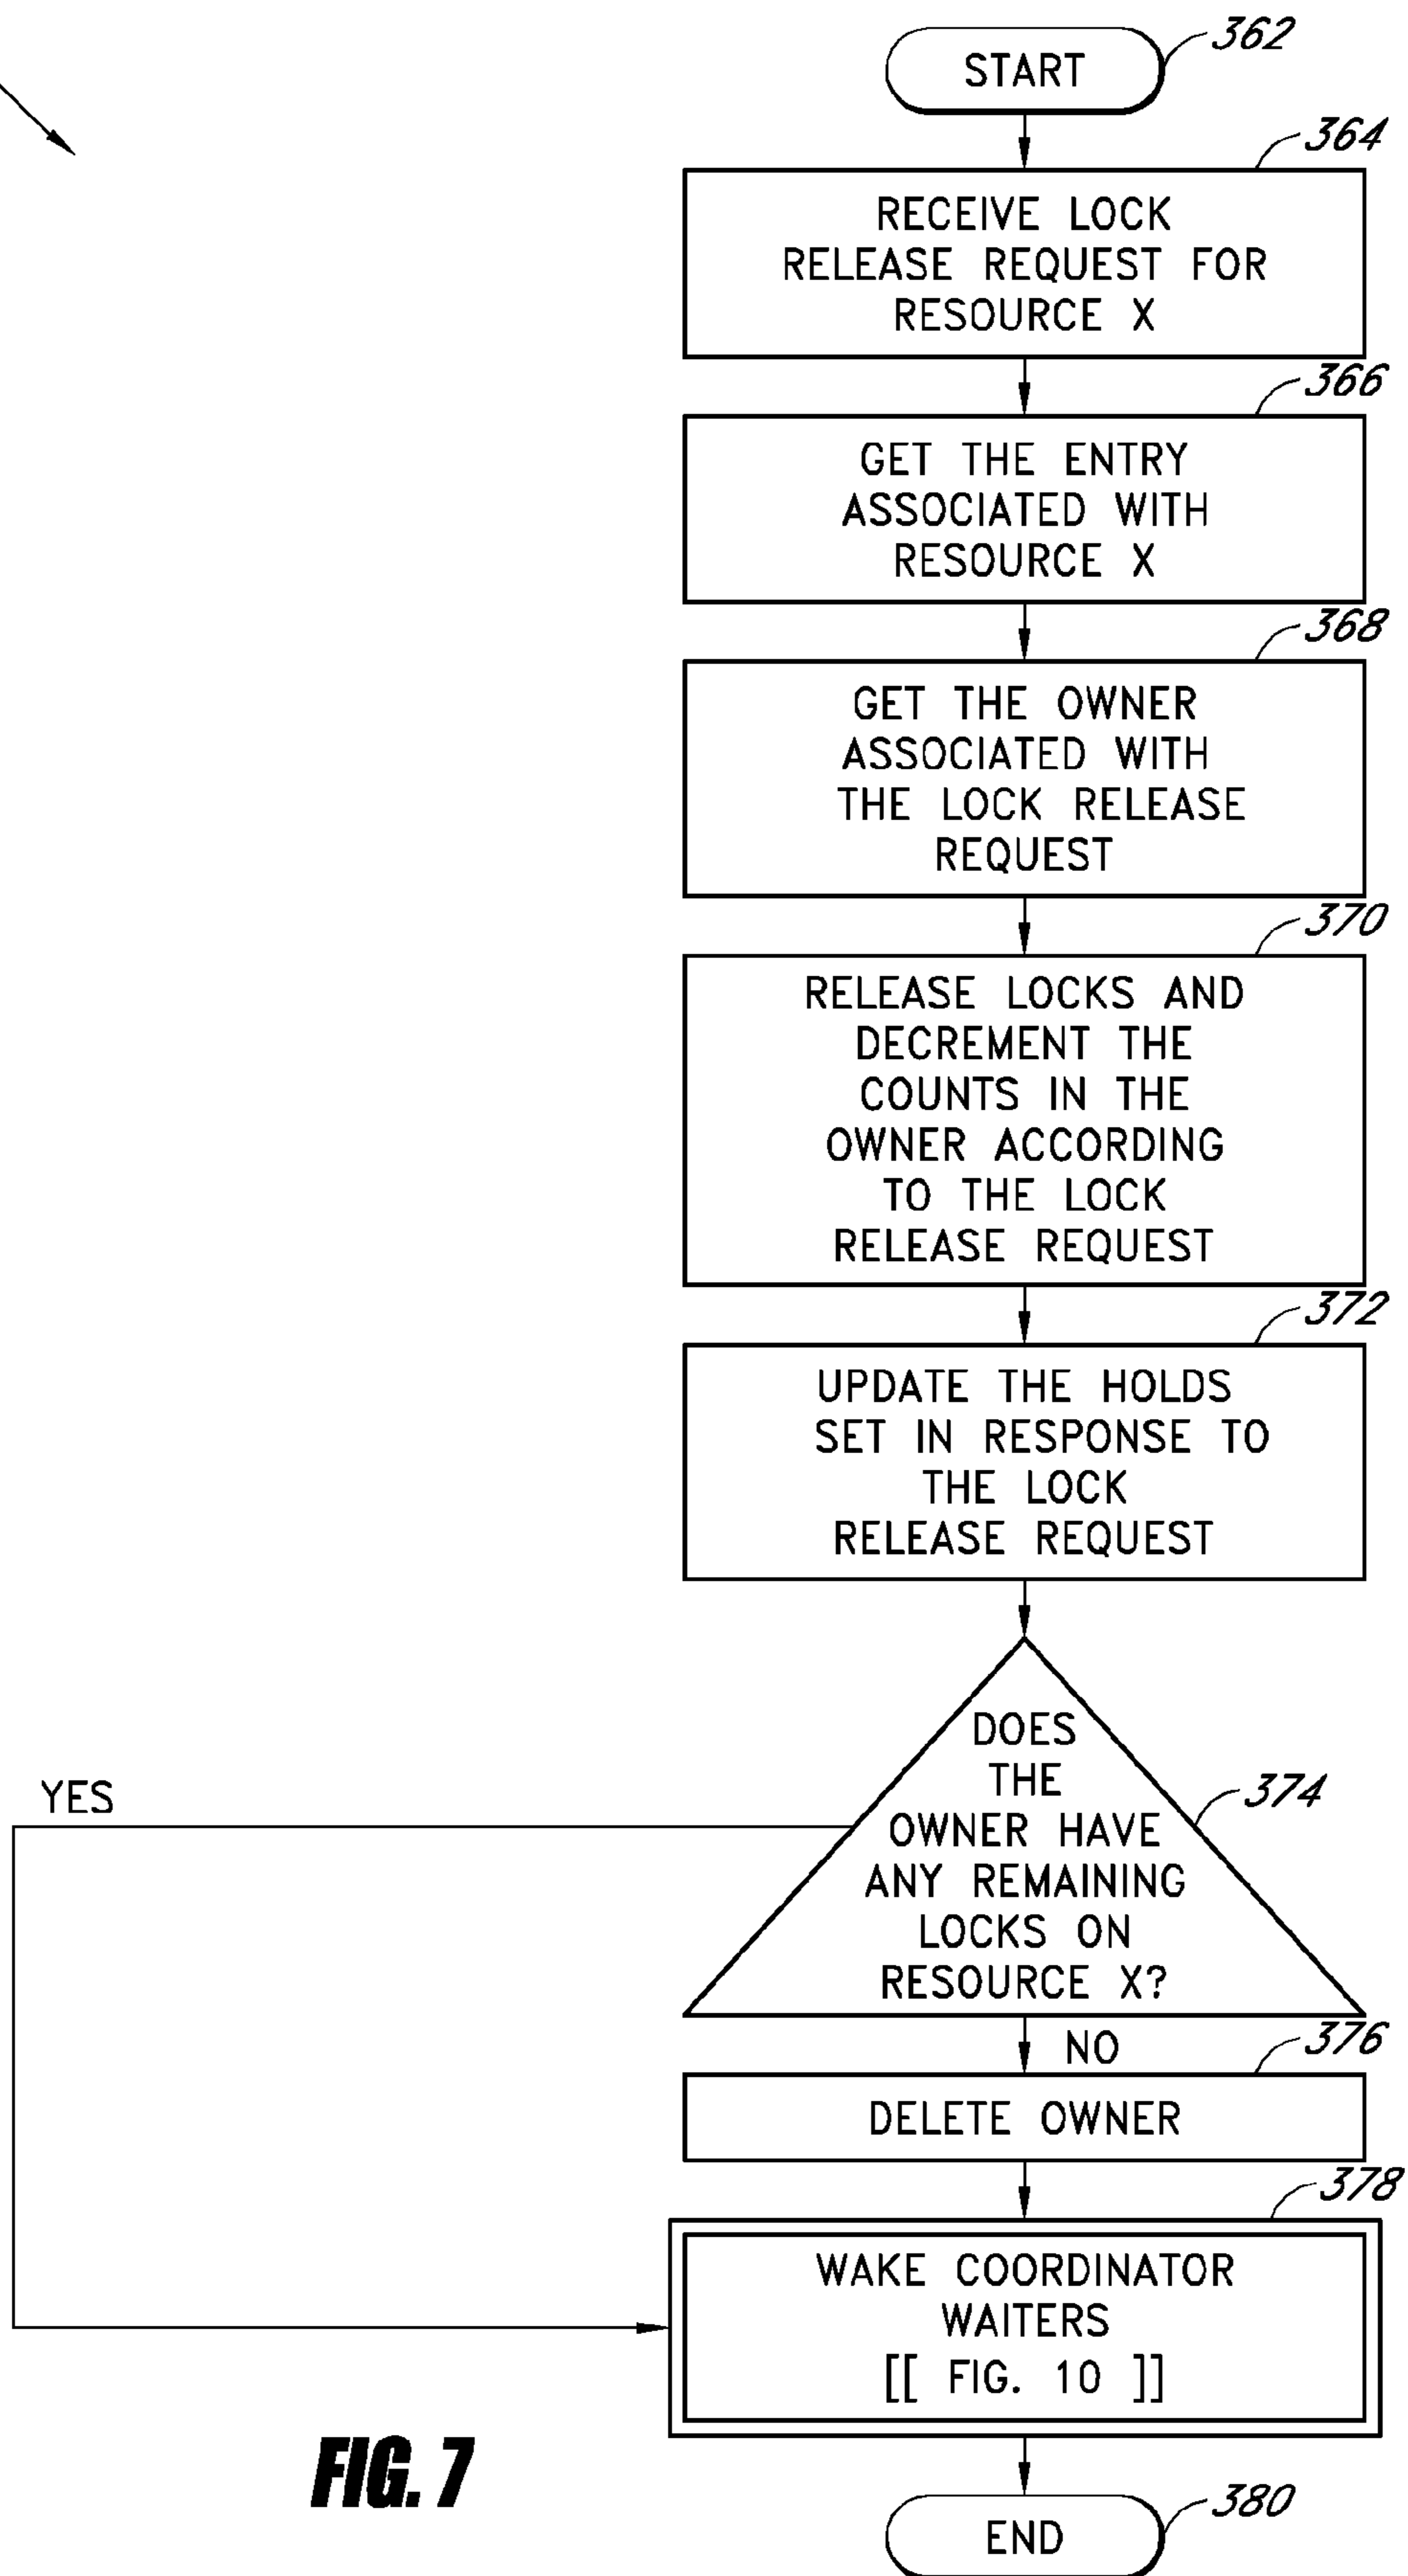 362
START
364
RECEIVE LOCK
RELEASE REQUEST FOR
RESOURCE X
366
GET THE ENTRY
ASSOCIATED WITH
RESOURCE X
368
GET THE OWNER
ASSOCIATED WITH
THE LOCK RELEASE
REQUEST
370
RELEASE LOCKS AND
DECREMENT THE
COUNTS IN THE
OWNER ACCORDING
TO THE LOCK
RELEASE REQUEST
372
UPDATE THE HOLDS
SET IN RESPONSE TO
THE LOCK
RELEASE REQUEST
374
DOES
THE
OWNER HAVE
ANY REMAINING
LOCKS ON
RESOURCE X?
YES
NO
376
DELETE OWNER
378
WAKE COORDINATOR
WAITERS
[[ FIG. 10 ]]
380
END
FIG. 7